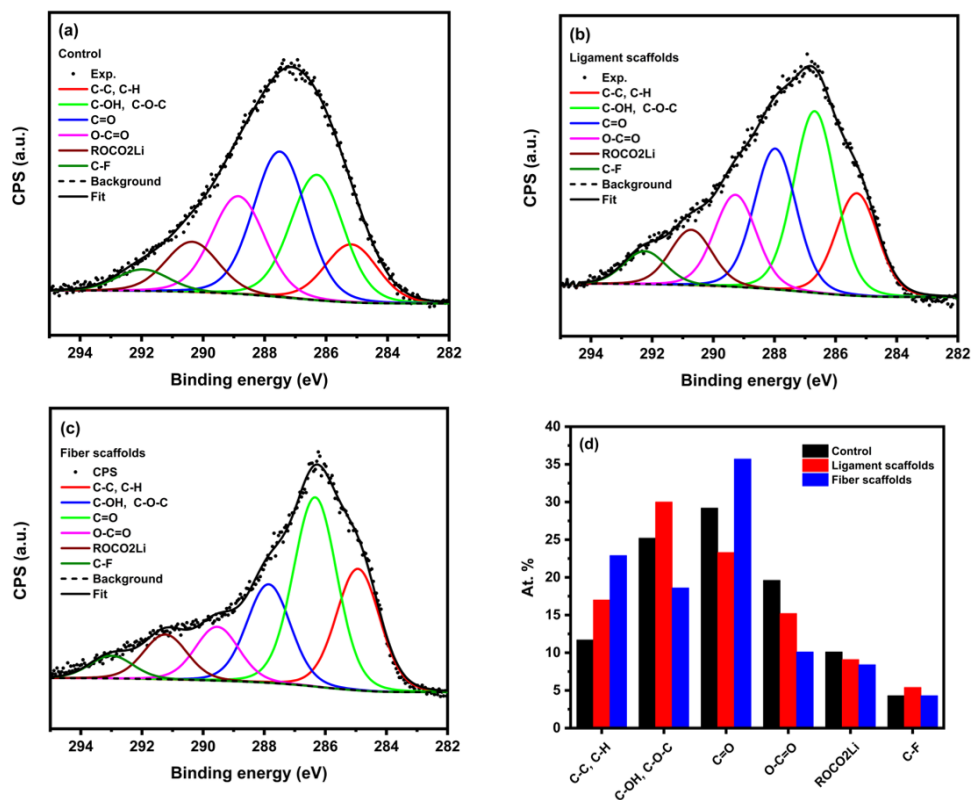 (a)
Control
Exp.
C-C, C-H
C-OH, C-O-C
C=O
O-C=O
ROCO2Li
C-F
Background
Fit
CPS (a.u.)
294 292 290 288 286 284 282
Binding energy (eV)
(b)
Ligament scaffolds
Exp.
C-C, C-H
C-OH, C-O-C
C=O
O-C=O
ROCO2Li
C-F
Background
Fit
CPS (a.u.)
294 292 290 288 286 284 282
Binding energy (eV)
(c)
Fiber scaffolds
CPS
C-C, C-H
C-OH, C-O-C
C=O
O-C=O
ROCO2Li
C-F
Background
Fit
CPS (a.u.)
294 292 290 288 286 284 282
Binding energy (eV)
(d)
Control
Ligament scaffolds
Fiber scaffolds
At. %
40
35
30
25
20
15
10
5
0
C-C, C-H
C-OH, C-O-C
C=O
O-C=O
ROCO2Li
C-F